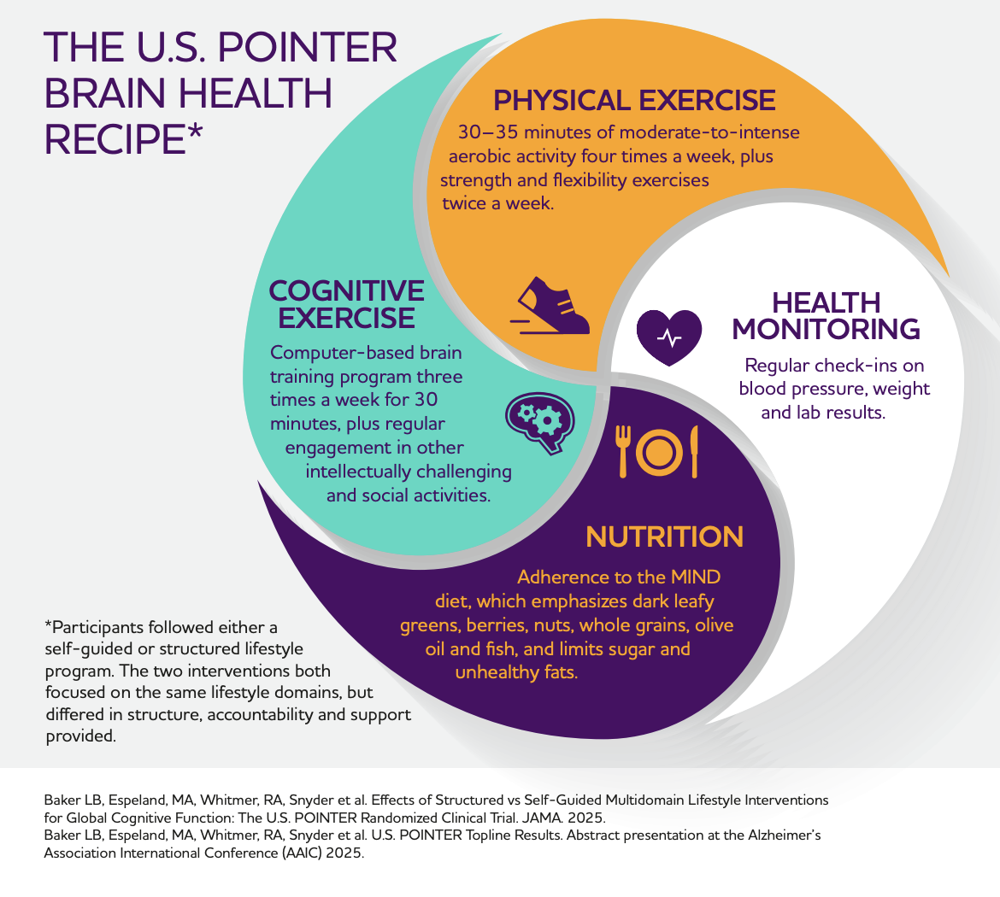 THE U.S. POINTER
BRAIN HEALTH
RECIPE*
PHYSICAL EXERCISE
30–35 minutes of moderate-to-intense
aerobic activity four times a week, plus
strength and flexibility exercises
twice a week.
COGNITIVE
EXERCISE
Computer-based brain
training program three
times a week for 30
minutes, plus regular
engagement in other
intellectually challenging
and social activities.
HEALTH
MONITORING
Regular check-ins on
blood pressure, weight
and lab results.
NUTRITION
Adherence to the MIND
diet, which emphasizes dark leafy
greens, berries, nuts, whole grains, olive
oil and fish, and limits sugar and
unhealthy fats.
*Participants followed either a
self-guided or structured lifestyle
program. The two interventions both
focused on the same lifestyle domains, but
differed in structure, accountability and support
provided.
Baker LB, Espeland, MA, Whitmer, RA, Snyder et al. Effects of Structured vs Self-Guided Multidomain Lifestyle Interventions
for Global Cognitive Function: The U.S. POINTER Randomized Clinical Trial. JAMA. 2025.
Baker LB, Espeland, MA, Whitmer, RA, Snyder et al. U.S. POINTER Topline Results. Abstract presentation at the Alzheimer’s
Association International Conference (AAIC) 2025.